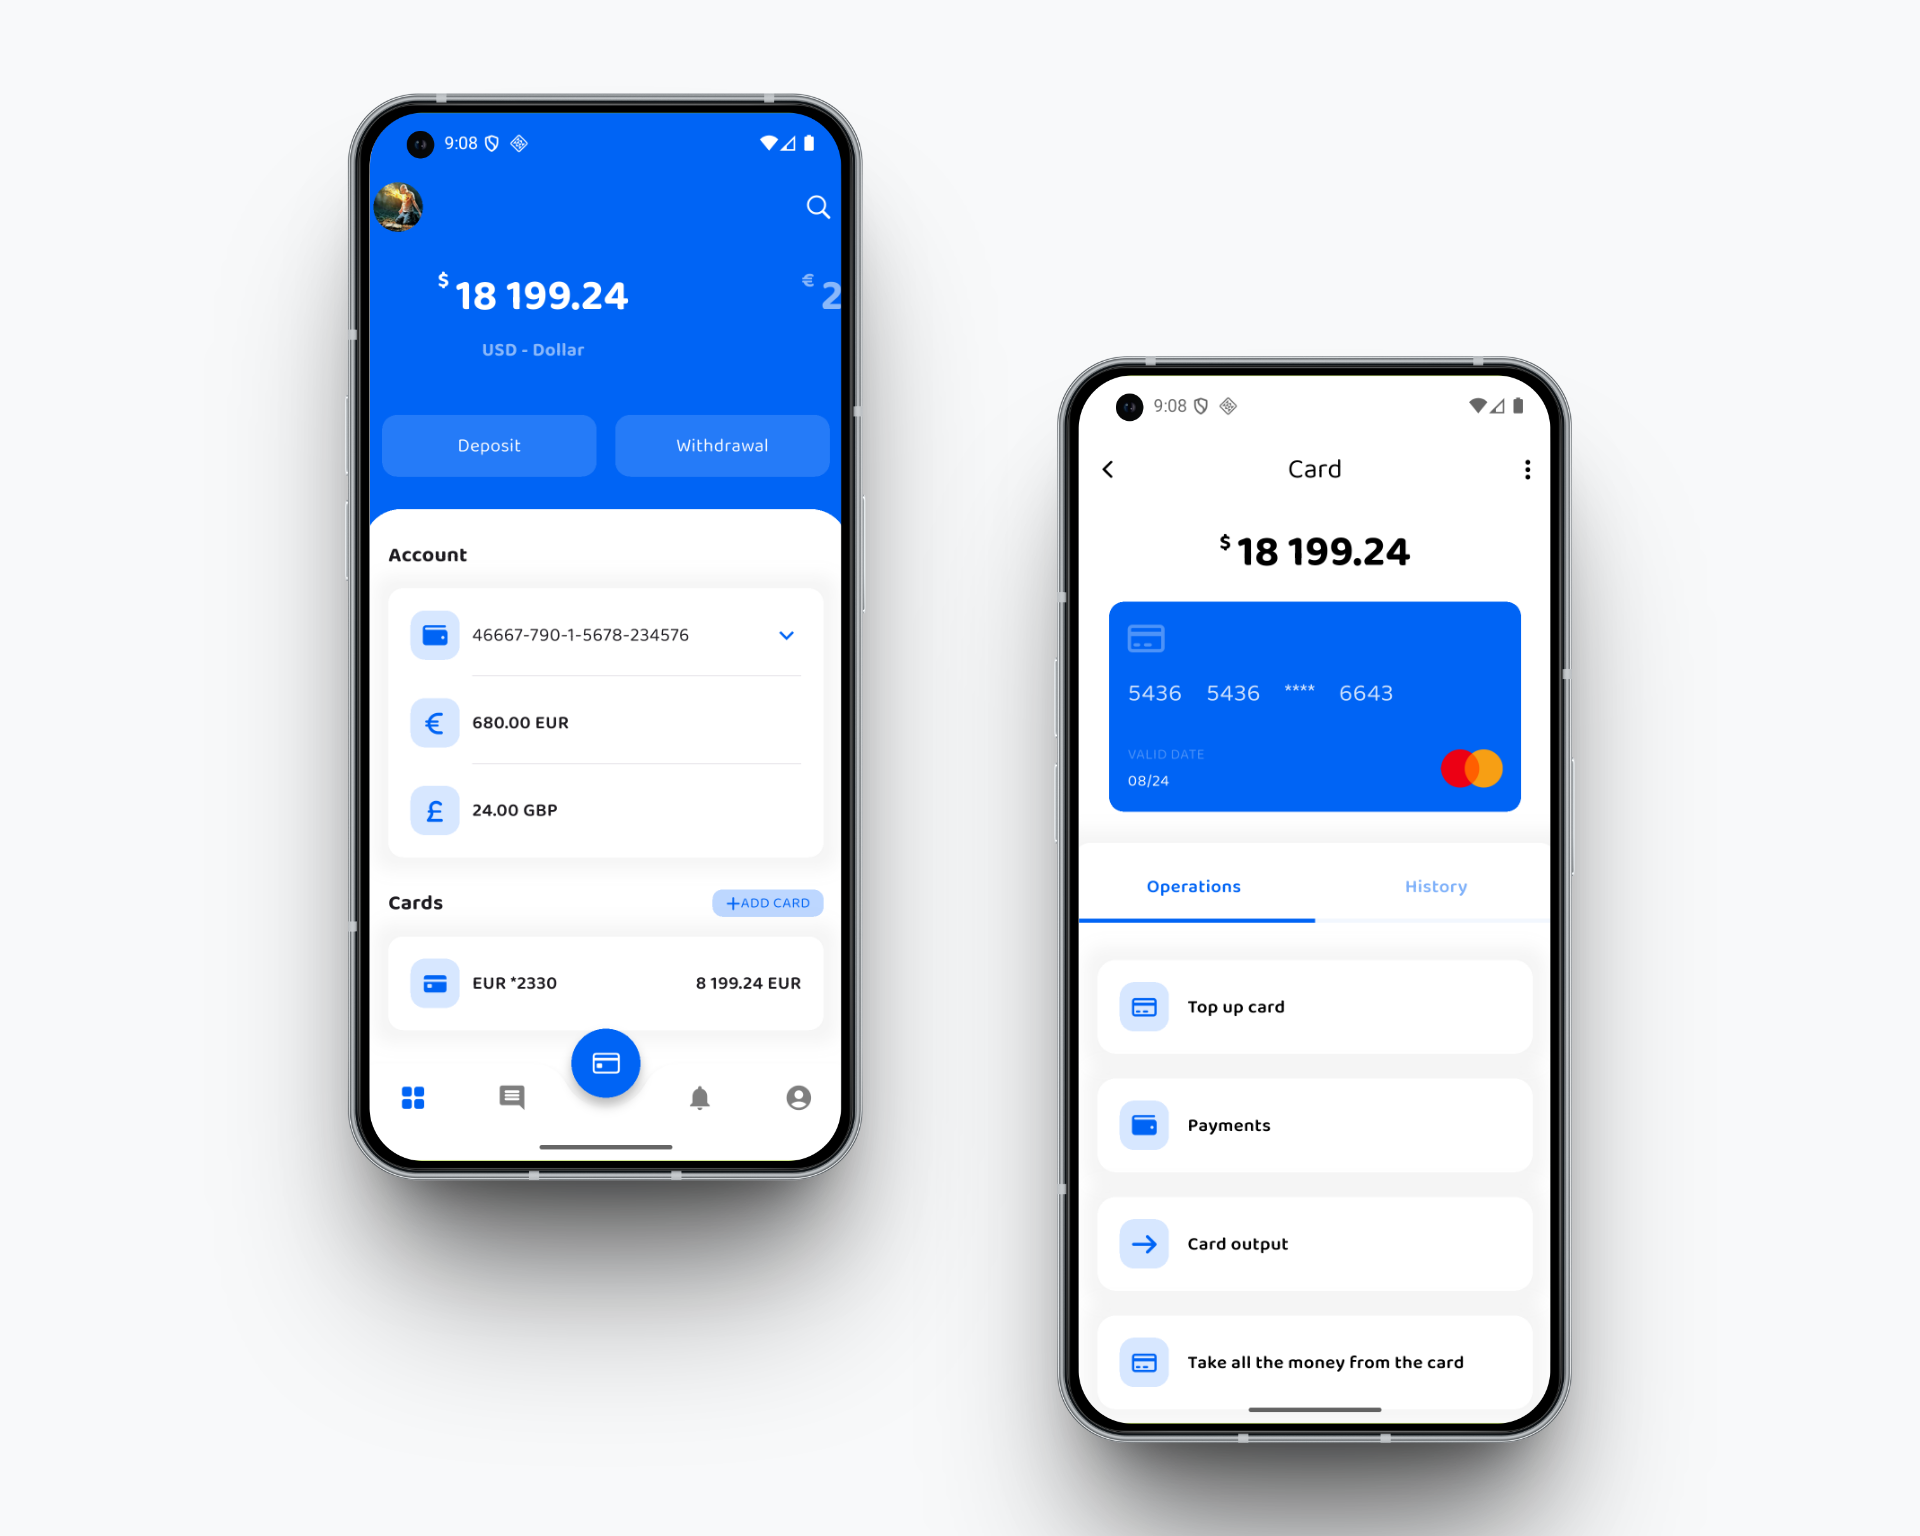 9:08
$ 18 199.24
€ 2
USD - Dollar
Deposit
Withdrawal
Account
46667-790-1-5678-234576
€ 680.00 EUR
£ 24.00 GBP
Cards
+ADD CARD
EUR *2330
8 199.24 EUR
9:08
Card
$ 18 199.24
5436 5436 **** 6643
VALID DATE
08/24
Operations
History
Top up card
Payments
Card output
Take all the money from the card